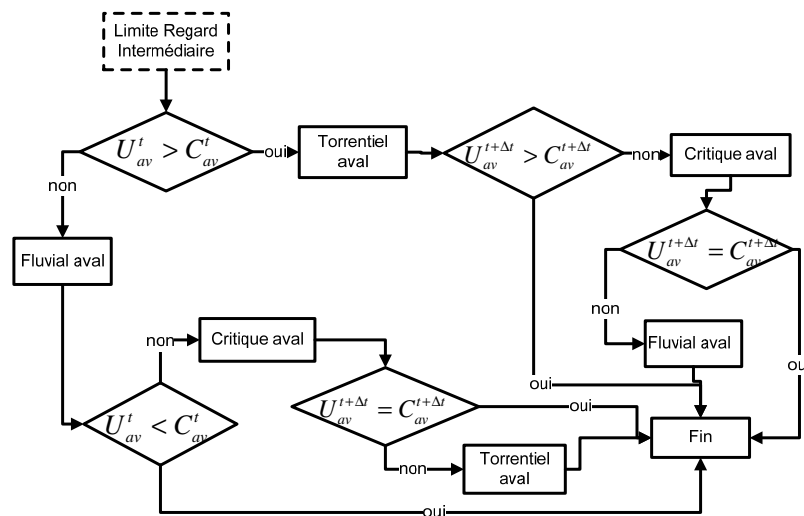 Limite Regard
Intermédiaire
U_av^t > C_av^t
oui
Torrentiel
aval
U_av^{t+Δt} > C_av^{t+Δt}
non
Critique aval
non
Fluvial aval
U_av^{t+Δt} = C_av^{t+Δt}
non
Fluvial aval
oui
oui
non
Critique aval
U_av^t < C_av^t
U_av^{t+Δt} = C_av^{t+Δt}
oui
non
Torrentiel
aval
Fin
oui